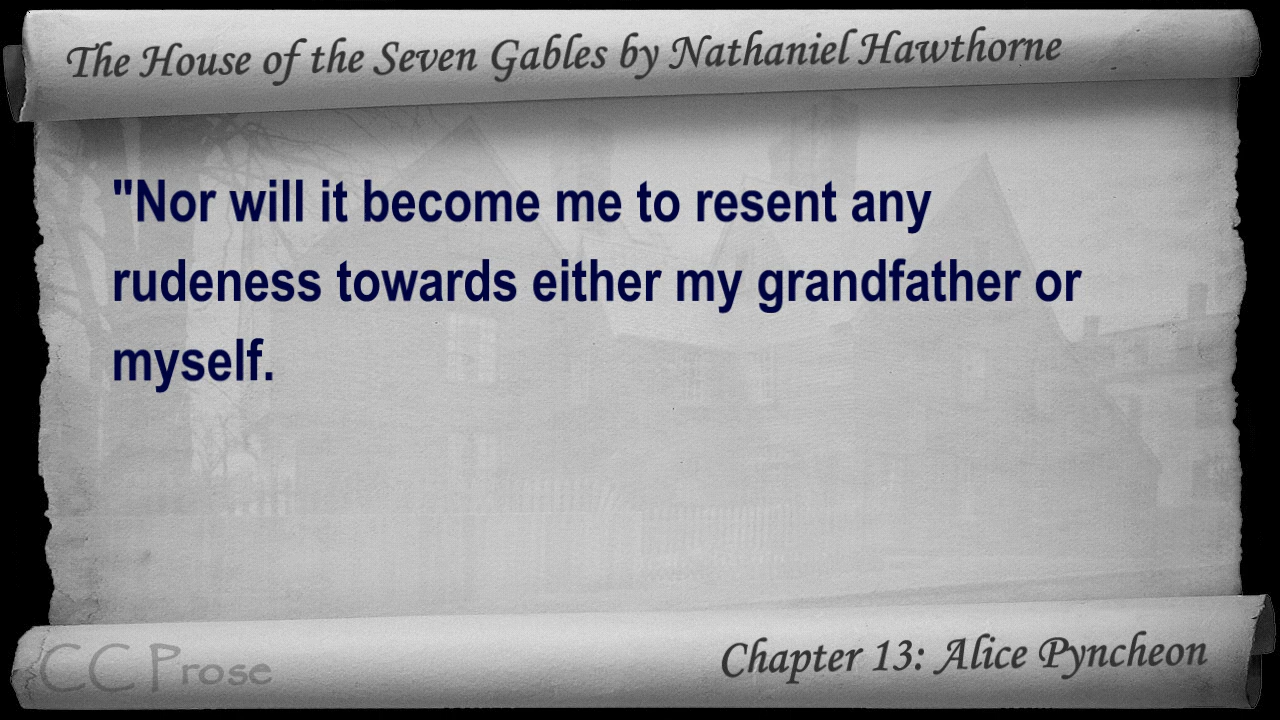 The House of the Seven Gables by Nathaniel Hawthorne
"Nor will it become me to resent any
rudeness towards either my grandfather or
myself.
CC Prose
Chapter 13: Alice Pyncheon